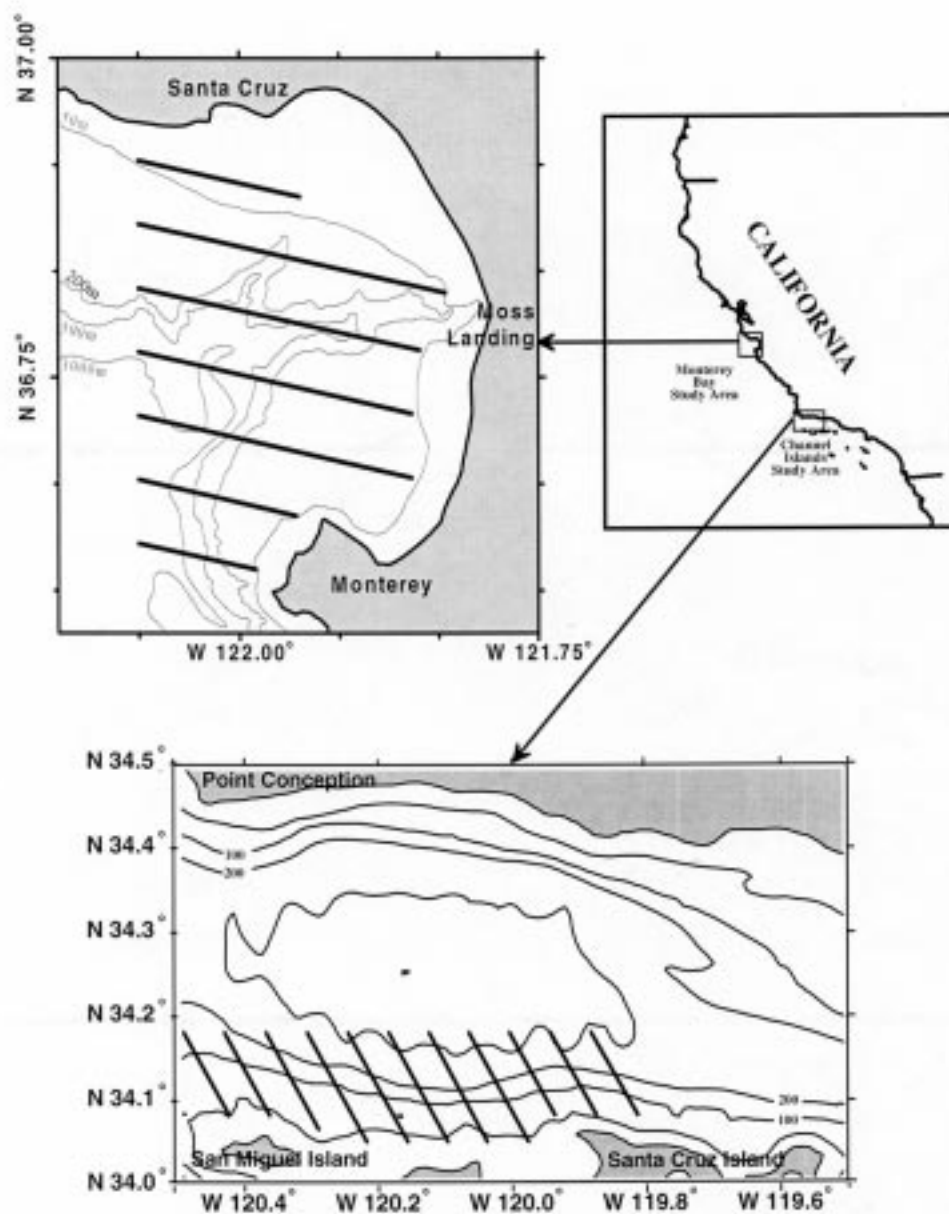 N 37.00°
Santa Cruz
200m
1000m
N 36.75°
Moss
Landing
Monterey
W 122.00°
W 121.75°
CALIFORNIA
Monterey
Bay
Study Area
Channel
Islands
Study Area
N 34.5°
Point Conception
N 34.4°
100
200
N 34.3°
N 34.2°
N 34.1°
200
100
San Miguel Island
Santa Cruz Island
N 34.0°
W 120.4°
W 120.2°
W 120.0°
W 119.8°
W 119.6°